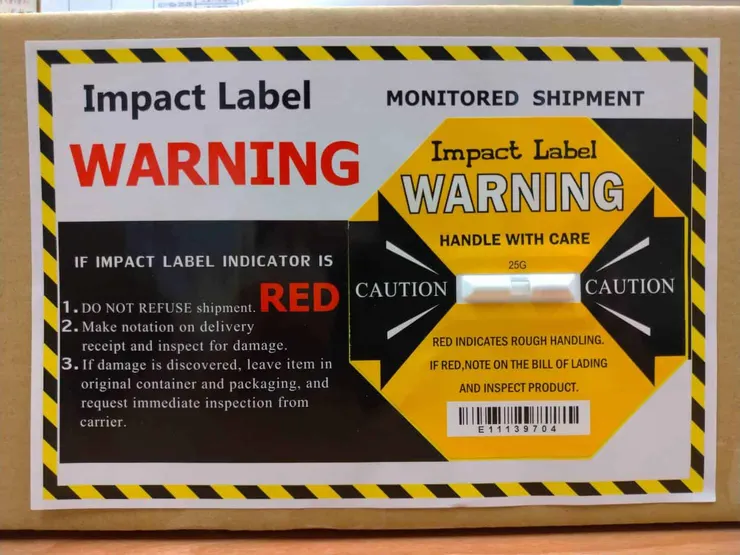 Impact Label
WARNING
MONITORED SHIPMENT
IF IMPACT LABEL INDICATOR IS
RED
1. DO NOT REFUSE shipment.
2. Make notation on delivery
receipt and inspect for damage.
3. If damage is discovered, leave item in
original container and packaging, and
request immediate inspection from
carrier.
Impact Label
WARNING
HANDLE WITH CARE
25G
CAUTION
CAUTION
RED INDICATES ROUGH HANDLING.
IF RED,NOTE ON THE BILL OF LADING
AND INSPECT PRODUCT.
E11139704